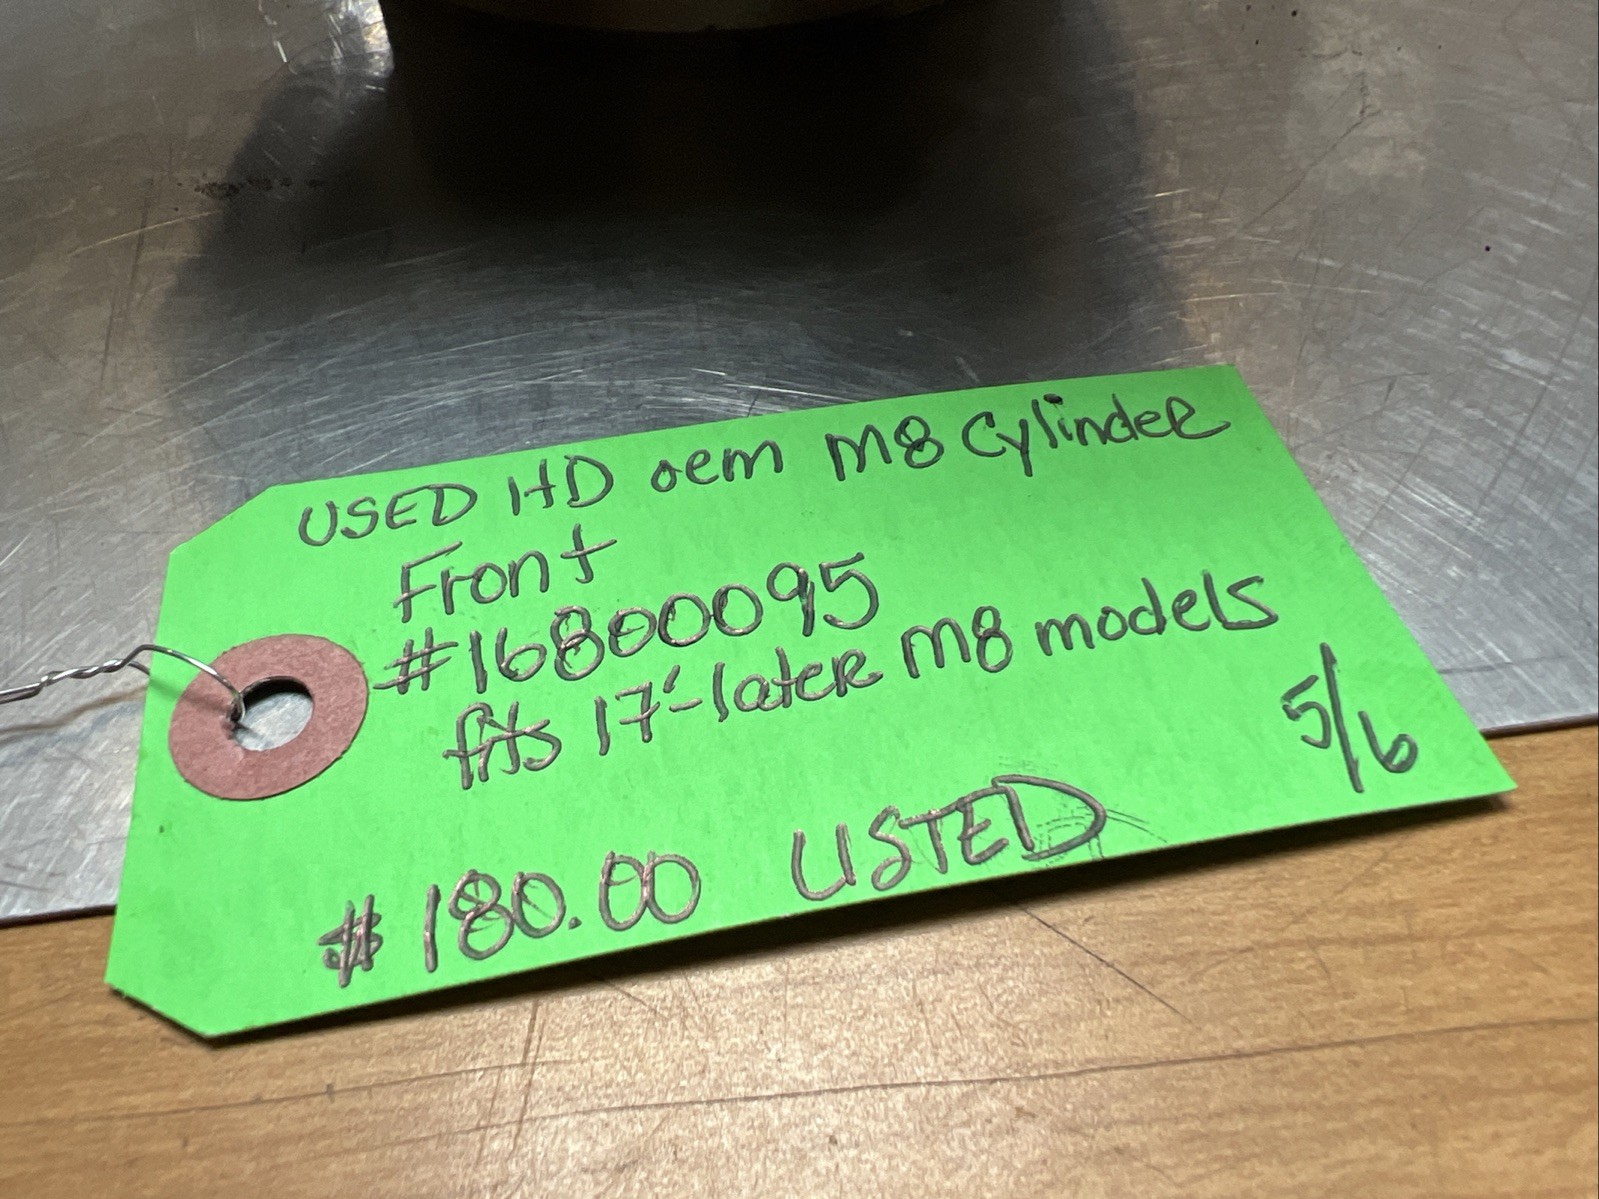 USED HD oem M8 Cylinder
Front
#16800095
fits 17'-later M8 models
5/6
$180.00 LISTED